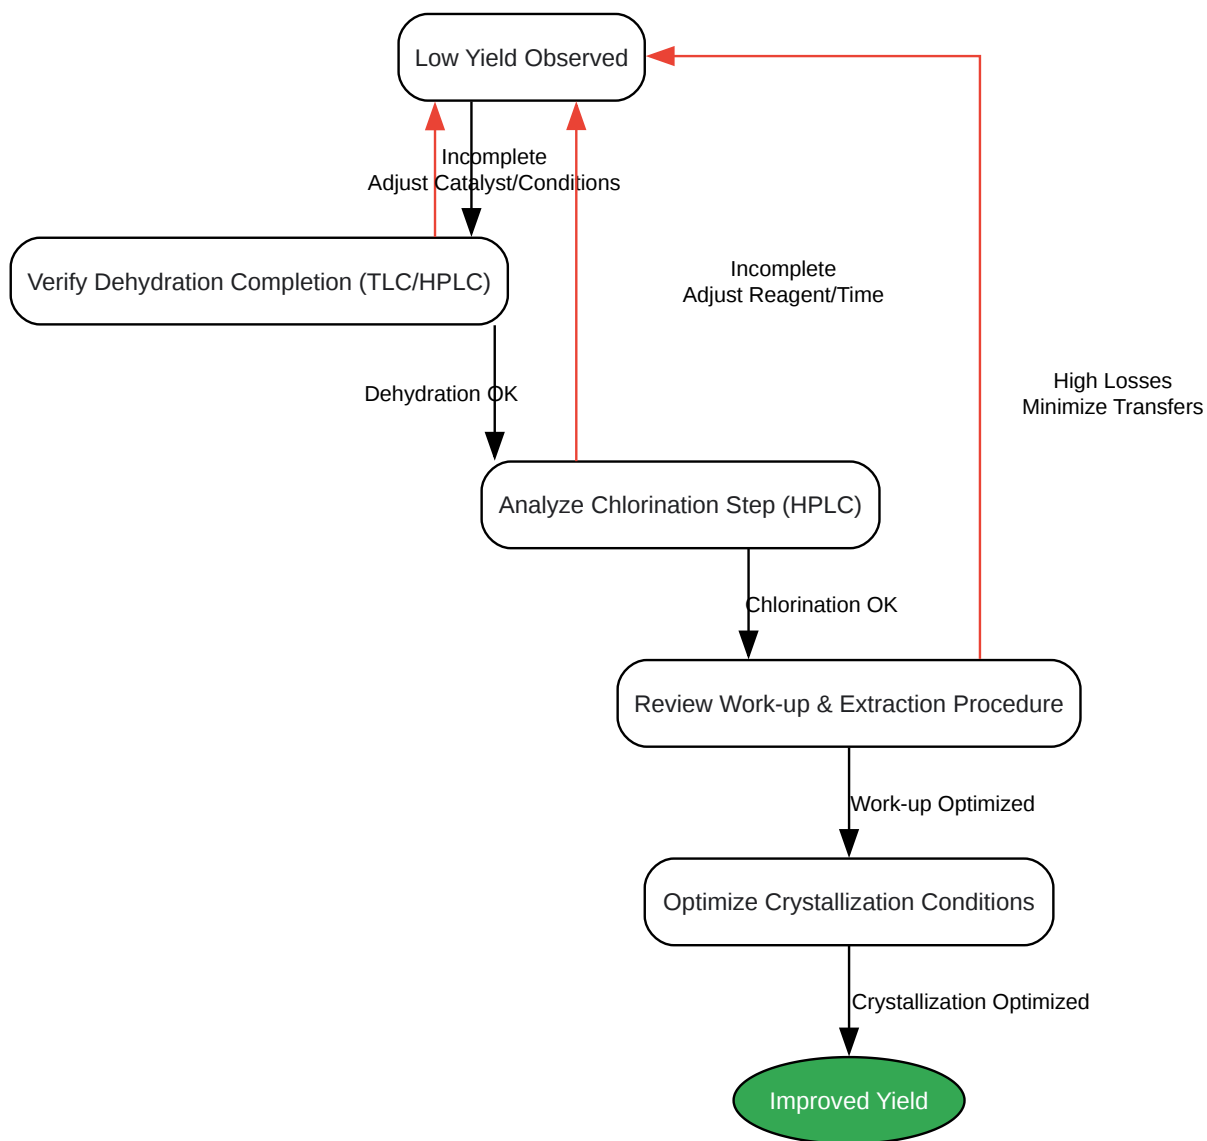 Low Yield Observed
Incomplete
Adjust Catalyst/Conditions
Verify Dehydration Completion (TLC/HPLC)
Incomplete
Adjust Reagent/Time
Dehydration OK
High Losses
Minimize Transfers
Analyze Chlorination Step (HPLC)
Chlorination OK
Review Work-up & Extraction Procedure
Work-up Optimized
Optimize Crystallization Conditions
Crystallization Optimized
Improved Yield